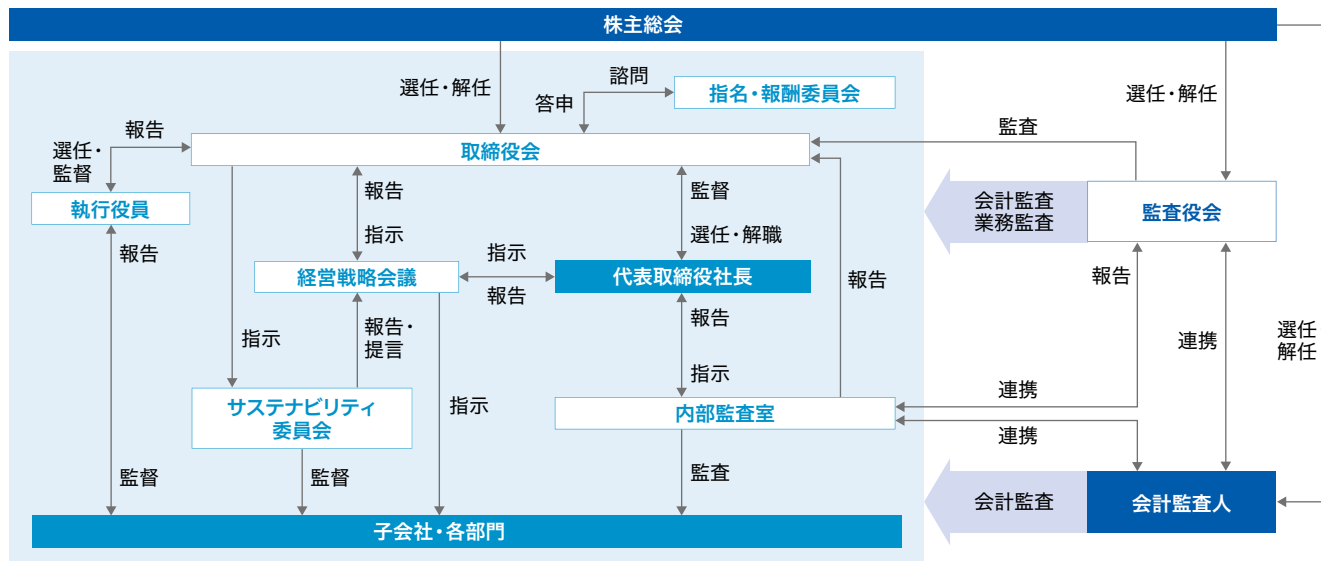 株主総会
選任・解任
諮問
答申
指名・報酬委員会
選任・解任
報告
選任・
監督
取締役会
監査
執行役員
報告
監督
会計監査
業務監査
監査役会
報告
指示
選任・解職
指示
経営戦略会議
報告
代表取締役社長
報告
報告
指示
報告・
提言
報告
連携
選任
解任
指示
指示
連携
サステナビリティ
委員会
内部監査室
連携
監督
監督
監査
会計監査
会計監査人
子会社・各部門